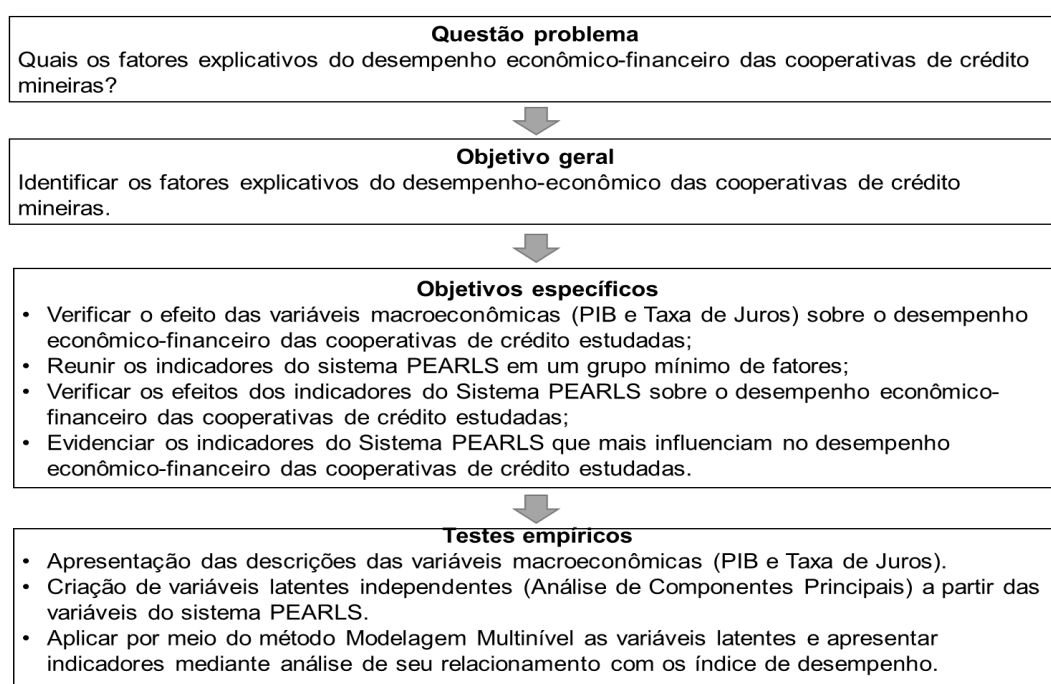 Questão problema
Quais os fatores explicativos do desempenho econômico-financeiro das cooperativas de crédito
mineiras?
Objetivo geral
Identificar os fatores explicativos do desempenho-econômico das cooperativas de crédito
mineiras.
Objetivos específicos
• Verificar o efeito das variáveis macroeconômicas (PIB e Taxa de Juros) sobre o desempenho
econômico-financeiro das cooperativas de crédito estudadas;
• Reunir os indicadores do sistema PEARLS em um grupo mínimo de fatores;
• Verificar os efeitos dos indicadores do Sistema PEARLS sobre o desempenho econômico-
financeiro das cooperativas de crédito estudadas;
• Evidenciar os indicadores do Sistema PEARLS que mais influenciam no desempenho
econômico-financeiro das cooperativas de crédito estudadas.
Testes empíricos
• Apresentação das descrições das variáveis macroeconômicas (PIB e Taxa de Juros).
• Criação de variáveis latentes independentes (Análise de Componentes Principais) a partir das
variáveis do sistema PEARLS.
• Aplicar por meio do método Modelagem Multinível as variáveis latentes e apresentar
indicadores mediante análise de seu relacionamento com os índice de desempenho.